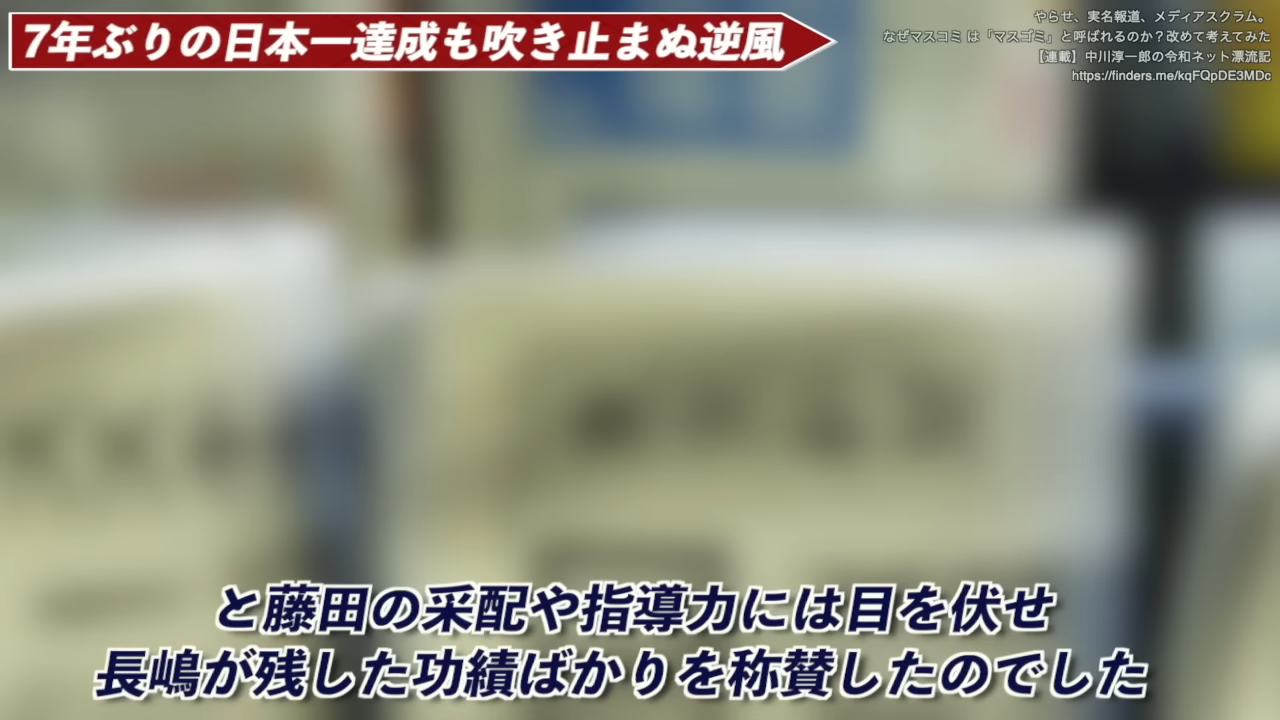 7年ぶりの日本一達成も吹き止まぬ逆風
やらせ、実名報道、メディアスクラム。
なぜマスコミ は「マスゴミ」と呼ばれるのか？改めて考えてみた
【連載】中川淳一郎の令和ネット漂流記
https://finders.me/kqFQpDE3MDc
と藤田の采配や指導力には目を伏せ
長嶋が残した功績ばかりを称賛したのでした